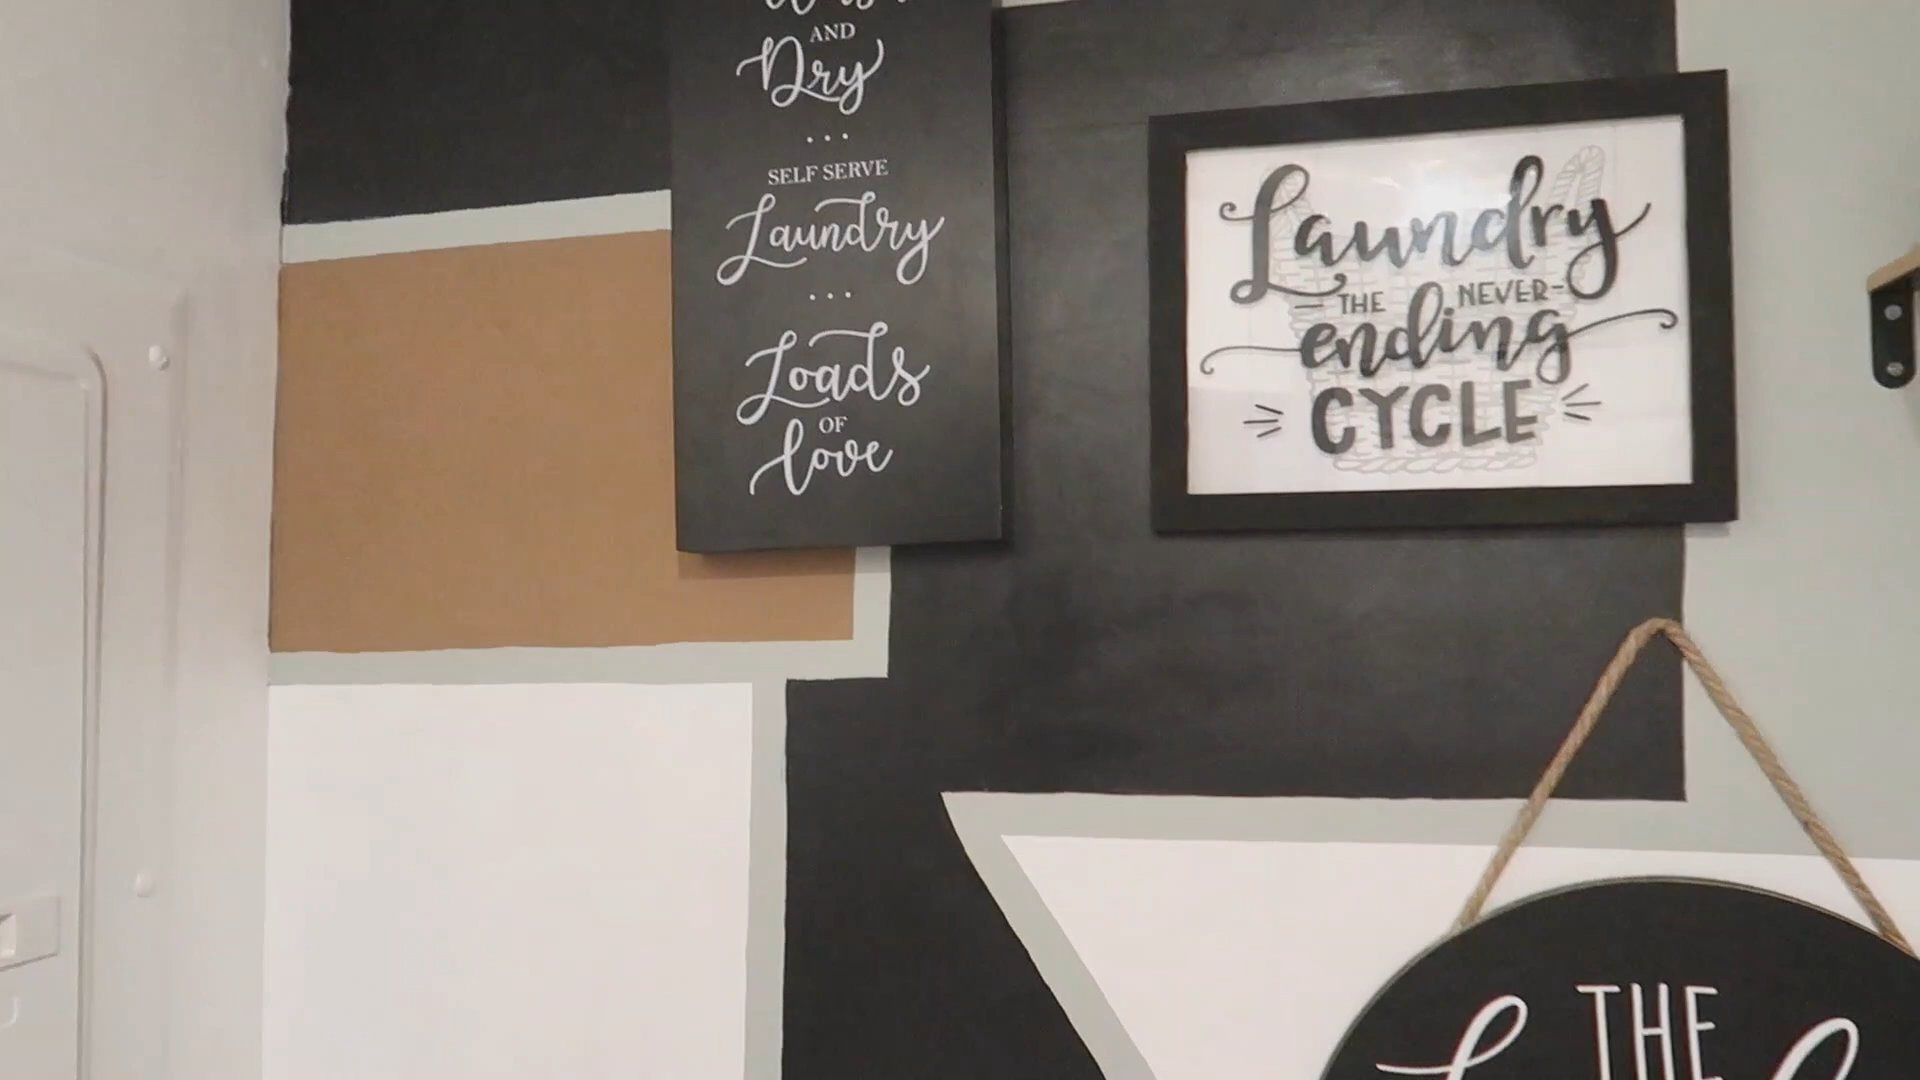 AND
Dry
SELF SERVE
Laundry
Loads
OF
love
Laundry
THE NEVER-
ending
CYCLE
THE